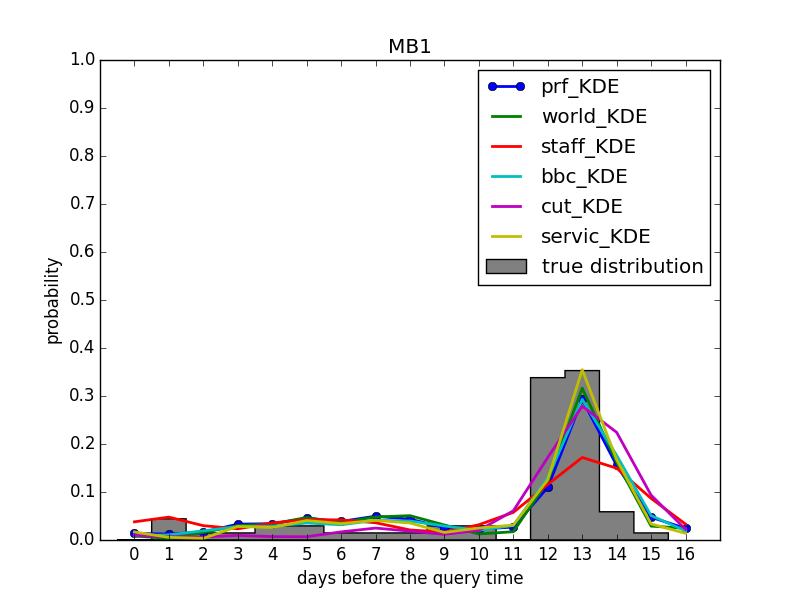 MB1
1.0
0.9
0.8
0.7
0.6
0.5
0.4
0.3
0.2
0.1
0.0
probability
prf_KDE
world_KDE
staff_KDE
bbc_KDE
cut_KDE
servic_KDE
true distribution
0 1 2 3 4 5 6 7 8 9 10 11 12 13 14 15 16
days before the query time